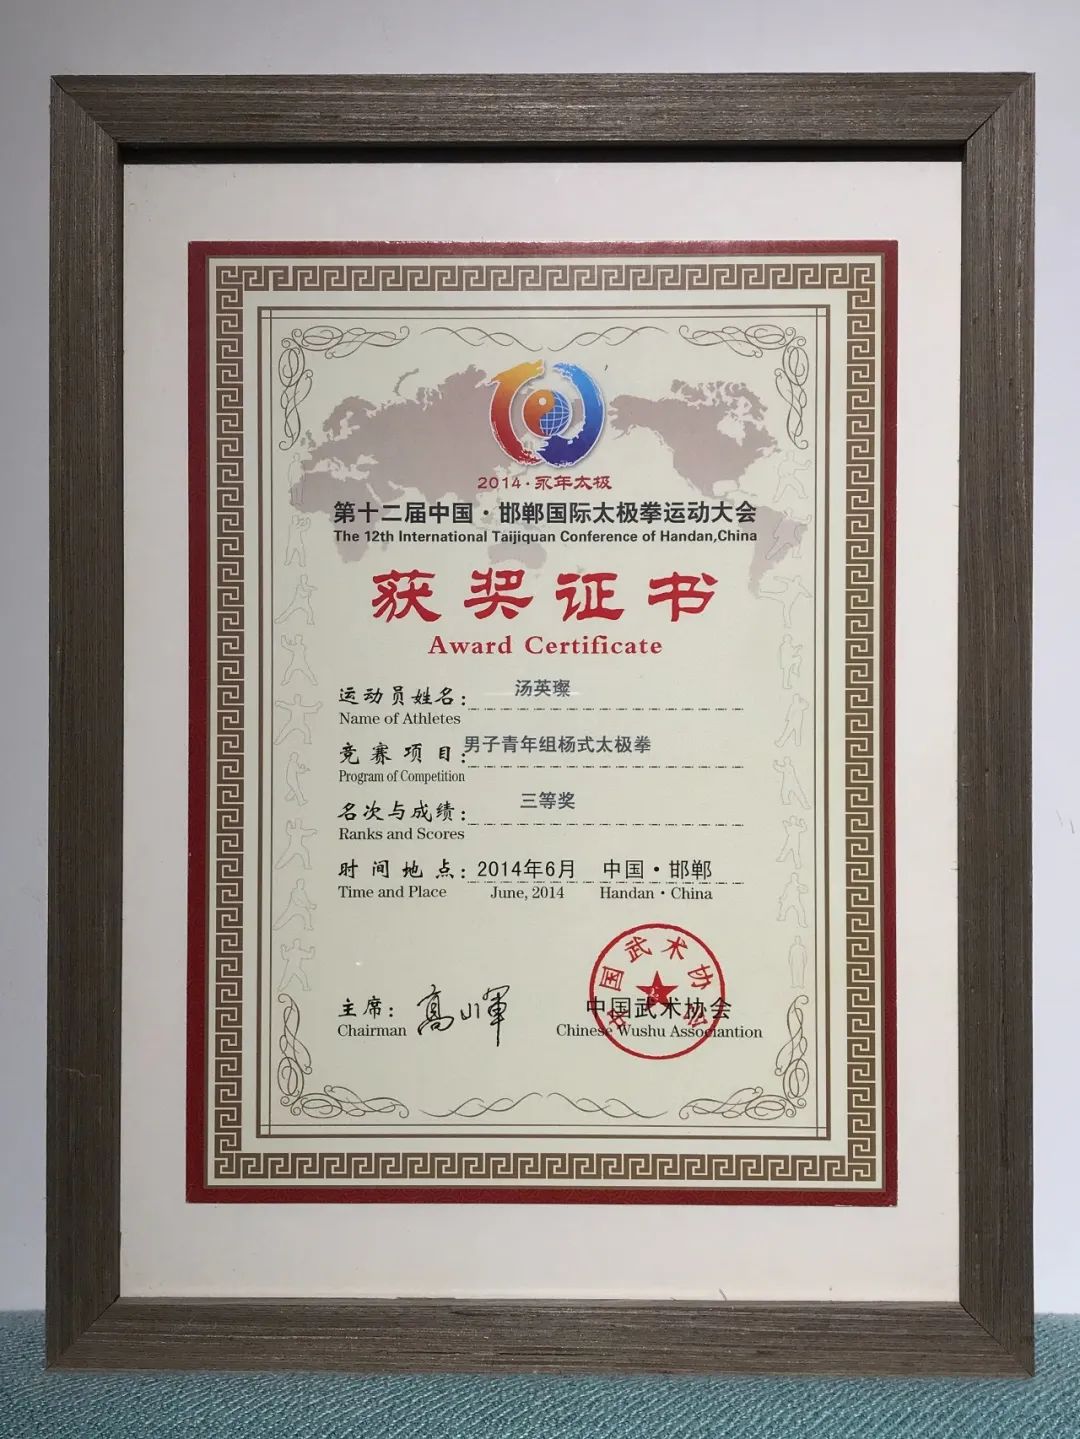 2014·永年太极
第十二届中国·邯郸国际太极拳运动大会
The 12th International Taijiquan Conference of Handan,China
获奖证书
Award Certificate
运动员姓名: 汤英璨
Name of Athletes
竞赛项目: 男子青年组杨式太极拳
Program of Competition
名次与成绩: 三等奖
Ranks and Scores
时间地点: 2014年6月 中国·邯郸
Time and Place June, 2014 Handan·China
主席: 高小军
Chairman
中国武术协会
Chinese Wushu Associantion
中国武术协会